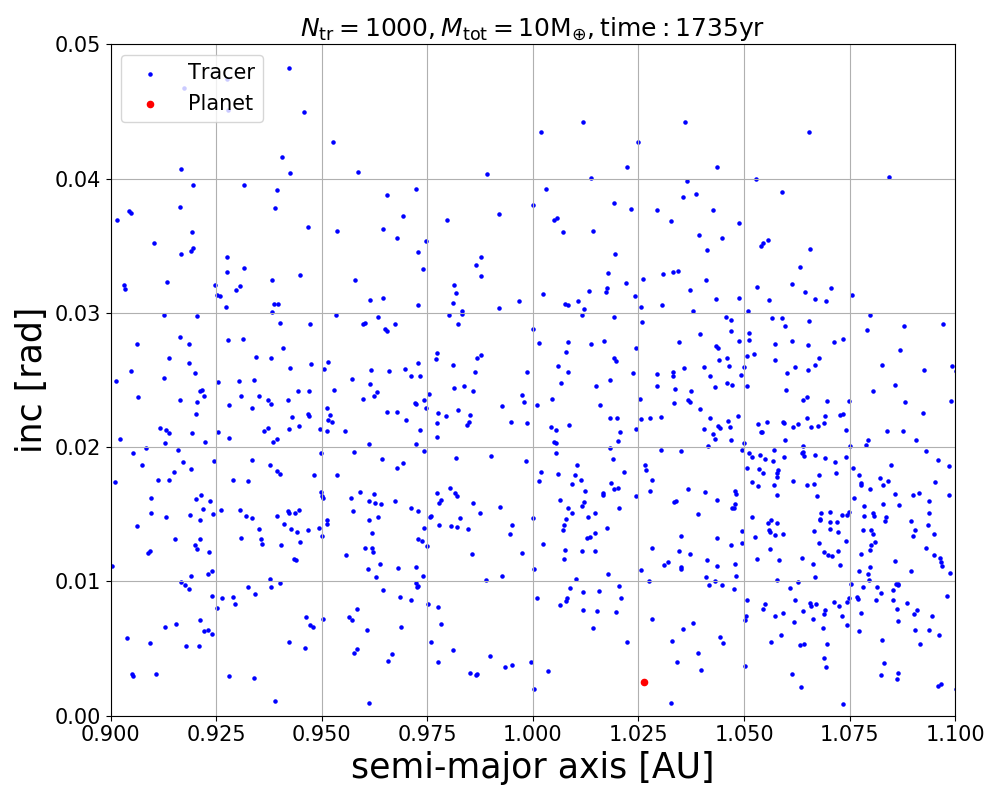 N_tr = 1000, M_tot = 10M_⊕, time : 1735yr
0.05
Tracer
Planet
0.04
0.03
0.02
0.01
0.00
inc [rad]
0.900 0.925 0.950 0.975 1.000 1.025 1.050 1.075 1.100
semi-major axis [AU]